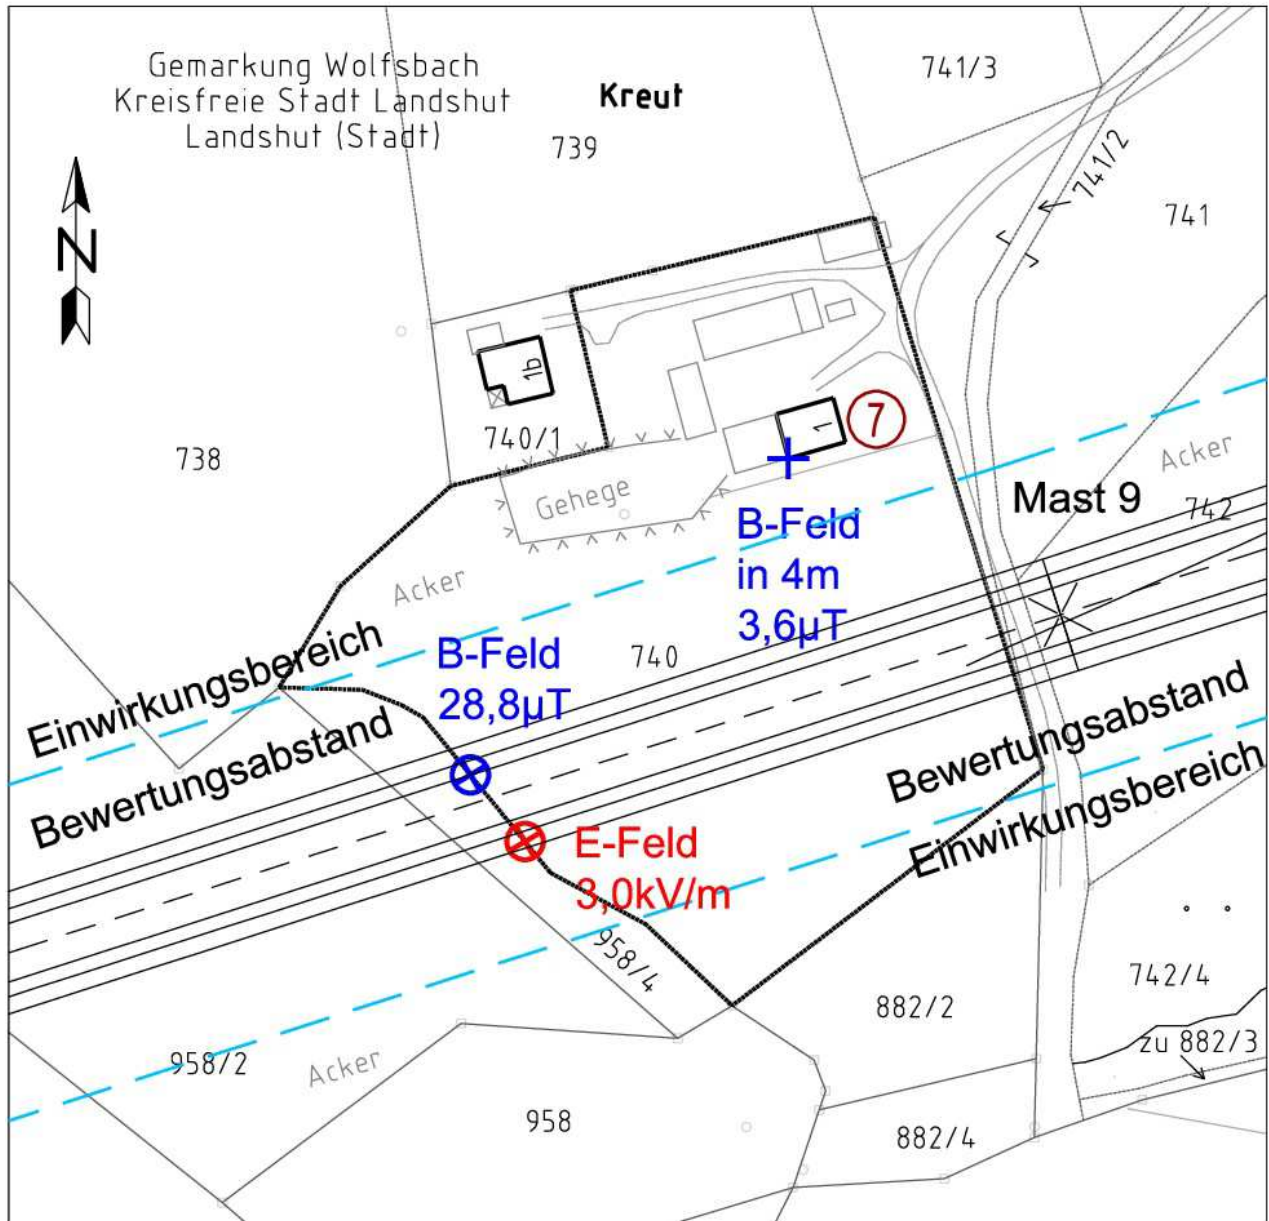 Gemarkung Wolfsbach
Kreisfreie Stadt Landshut
Landshut (Stadt)
Kreut
739
741/3
741/2
741
N
1b
740/1
738
1
7
Gehege
Acker
Mast 9
742
B-Feld
in 4m
3,6µT
Acker
Einwirkungsbereich
B-Feld
28,8µT
740
Bewertungsabstand
Bewertungsabstand
Einwirkungsbereich
E-Feld
3,0kV/m
958/4
742/4
882/2
zu 882/3
958/2
Acker
958
882/4